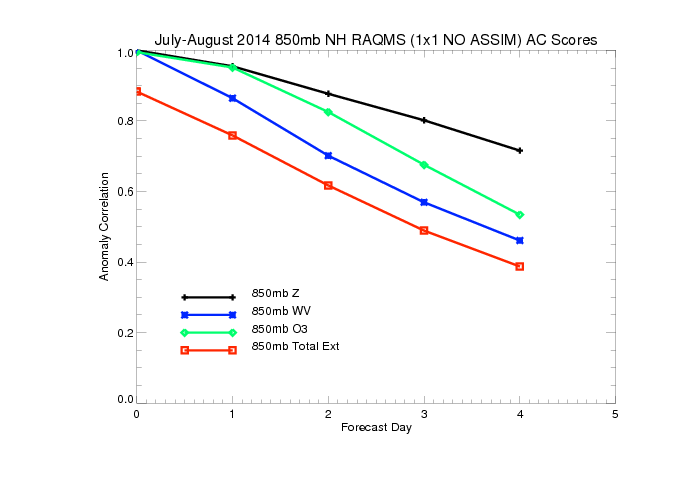 July-August 2014 850mb NH RAQMS (1x1 NO ASSIM) AC Scores
1.0
0.8
0.6
0.4
0.2
0.0
Anomaly Correlation
850mb Z
850mb WV
850mb O3
850mb Total Ext
0 1 2 3 4 5
Forecast Day